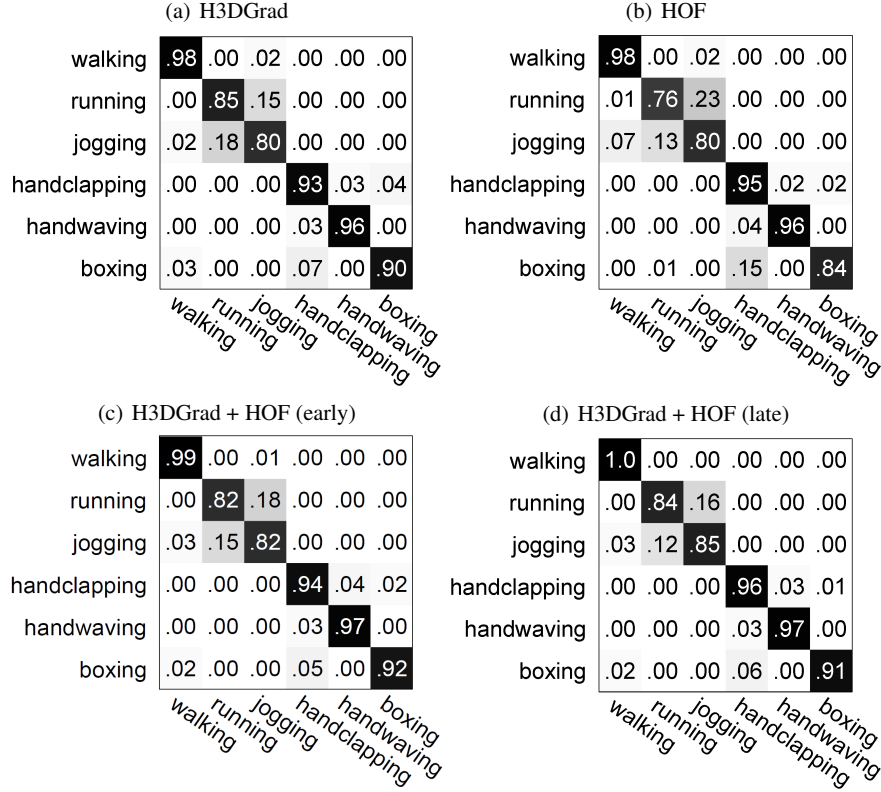 (a) H3DGrad
walking .98 .00 .02 .00 .00 .00
running .00 .85 .15 .00 .00 .00
jogging .02 .18 .80 .00 .00 .00
handclapping .00 .00 .00 .93 .03 .04
handwaving .00 .00 .00 .03 .96 .00
boxing .03 .00 .00 .07 .00 .90
walking
running
jogging
handclapping
handwaving
boxing
(b) HOF
walking .98 .00 .02 .00 .00 .00
running .01 .76 .23 .00 .00 .00
jogging .07 .13 .80 .00 .00 .00
handclapping .00 .00 .00 .95 .02 .02
handwaving .00 .00 .00 .04 .96 .00
boxing .00 .01 .00 .15 .00 .84
walking
running
jogging
handclapping
handwaving
boxing
(c) H3DGrad + HOF (early)
walking .99 .00 .01 .00 .00 .00
running .00 .82 .18 .00 .00 .00
jogging .03 .15 .82 .00 .00 .00
handclapping .00 .00 .00 .94 .04 .02
handwaving .00 .00 .00 .03 .97 .00
boxing .02 .00 .00 .05 .00 .92
walking
running
jogging
handclapping
handwaving
boxing
(d) H3DGrad + HOF (late)
walking 1.0 .00 .00 .00 .00 .00
running .00 .84 .16 .00 .00 .00
jogging .03 .12 .85 .00 .00 .00
handclapping .00 .00 .00 .96 .03 .01
handwaving .00 .00 .00 .03 .97 .00
boxing .02 .00 .00 .06 .00 .91
walking
running
jogging
handclapping
handwaving
boxing